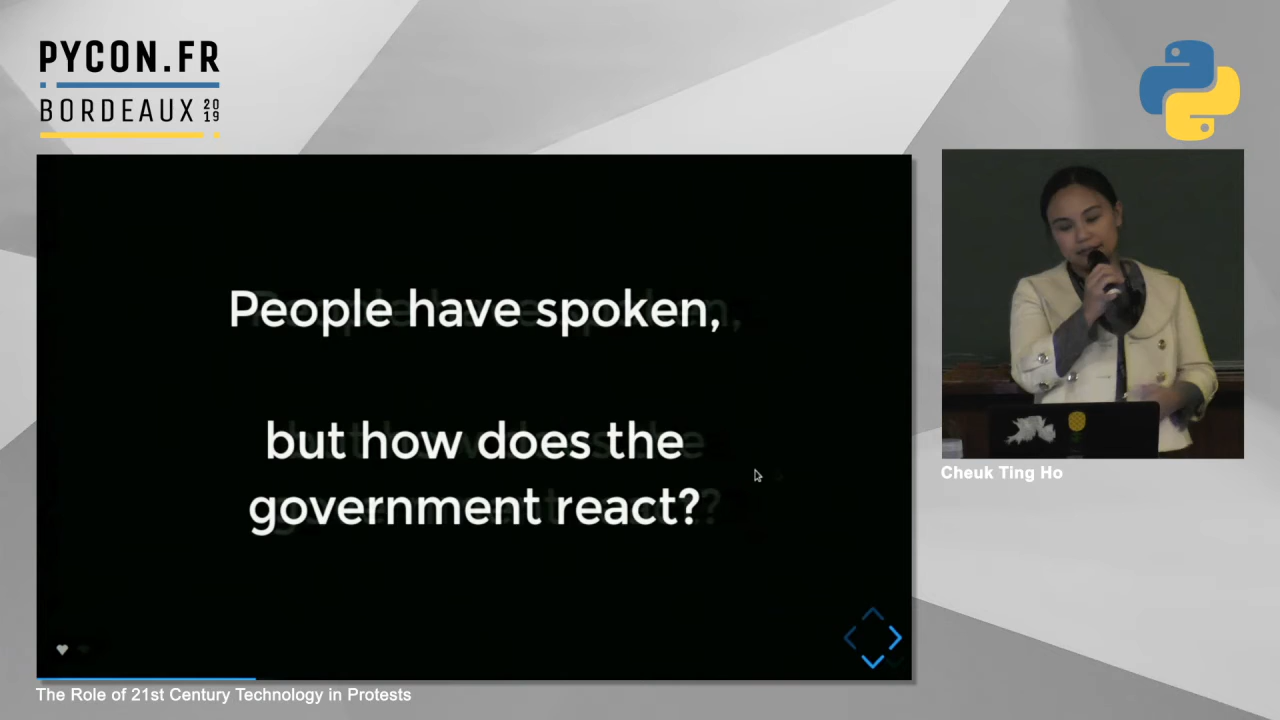 PYCON.FR
BORDEAUX 2019
People have spoken,
but how does the
government react?
Cheuk Ting Ho
The Role of 21st Century Technology in Protests